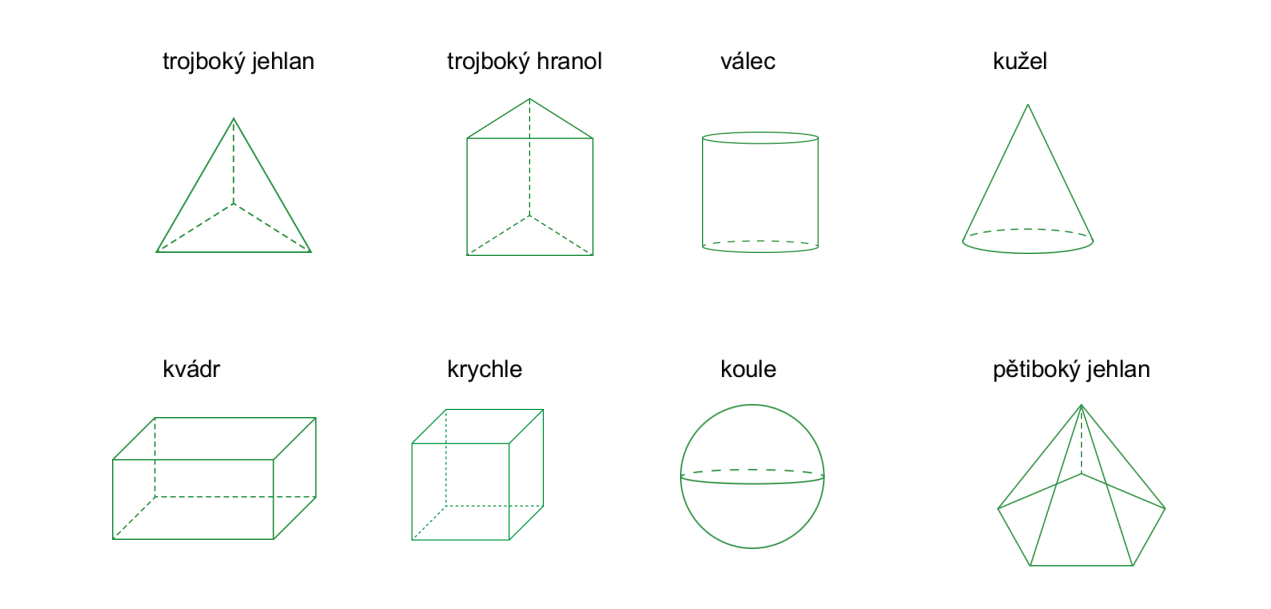 trojboký jehlan
trojboký hranol
válec
kužel
kvádr
krychle
koule
pětiboký jehlan